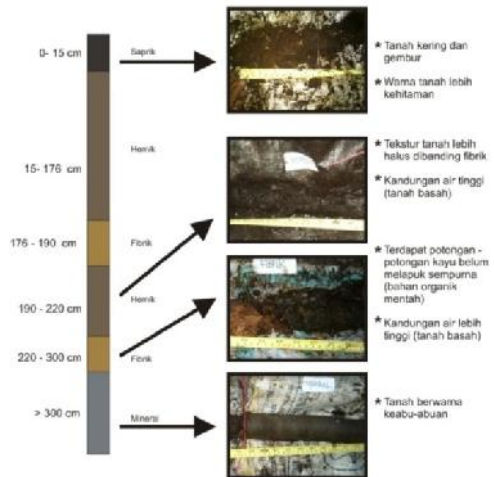 0- 15 cm
Saprik
* Tanah kering dan
gembur
* Warna tanah lebih
kehitaman
15- 176 cm
Hemik
* Tekstur tanah lebih
halus dibanding fibrik
* Kandungan air tinggi
(tanah basah)
176 - 190 cm
Fibrik
190 - 220 cm
Hemik
* Terdapat potongan -
potongan kayu belum
melapuk sempurna
(bahan organik
mentah)
* Kandungan air lebih
tinggi (tanah basah)
220 - 300 cm
Fibrik
> 300 cm
Mineral
* Tanah berwarna
keabu-abuan